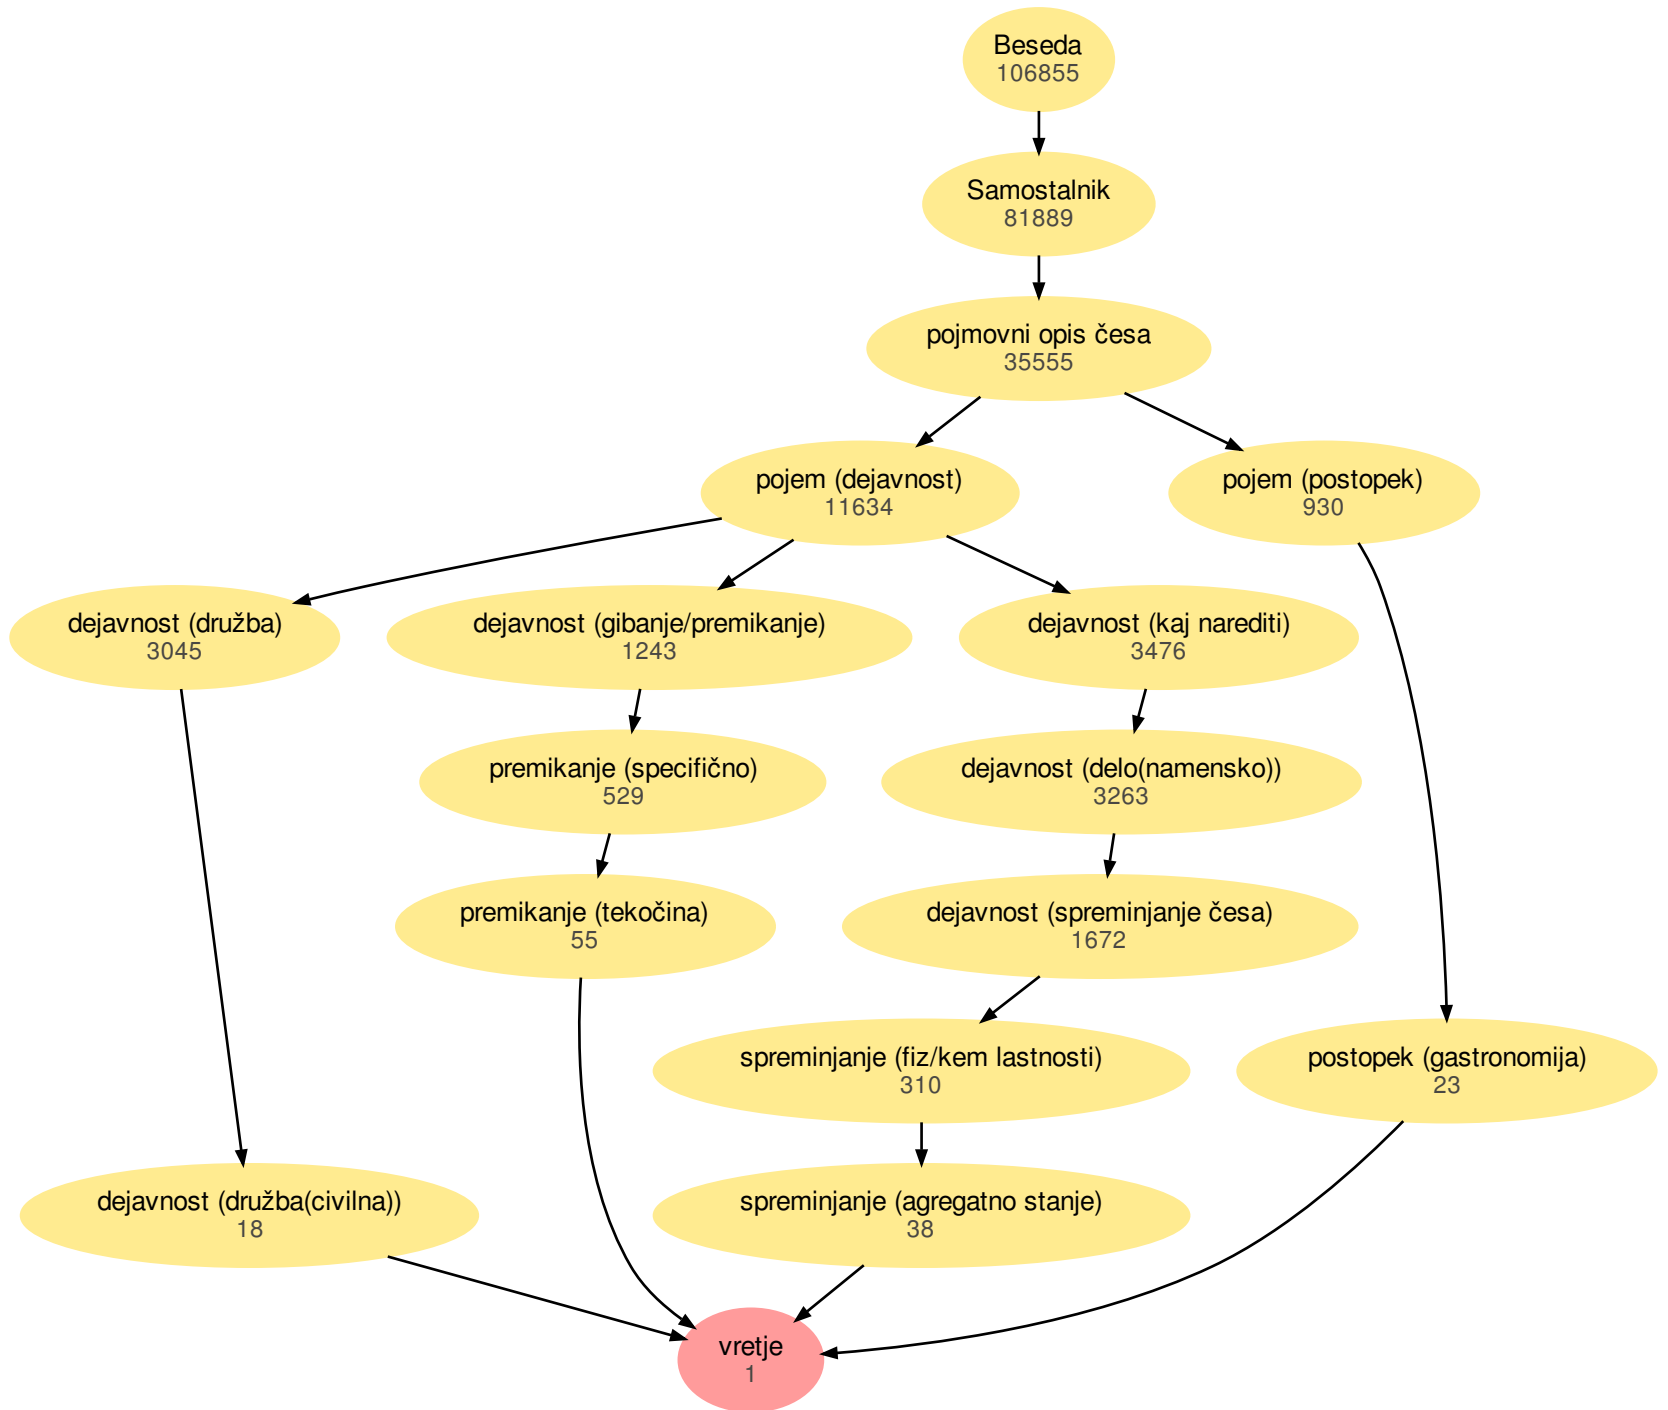 Beseda
106855
Samostalnik
81889
pojmovni opis česa
35555
pojem (dejavnost)
11634
pojem (postopek)
930
dejavnost (družba)
3045
dejavnost (gibanje/premikanje)
1243
dejavnost (kaj narediti)
3476
premikanje (specifično)
529
dejavnost (delo(namensko))
3263
premikanje (tekočina)
55
dejavnost (spreminjanje česa)
1672
spreminjanje (fiz/kem lastnosti)
310
postopek (gastronomija)
23
dejavnost (družba(civilna))
18
spreminjanje (agregatno stanje)
38
vretje
1